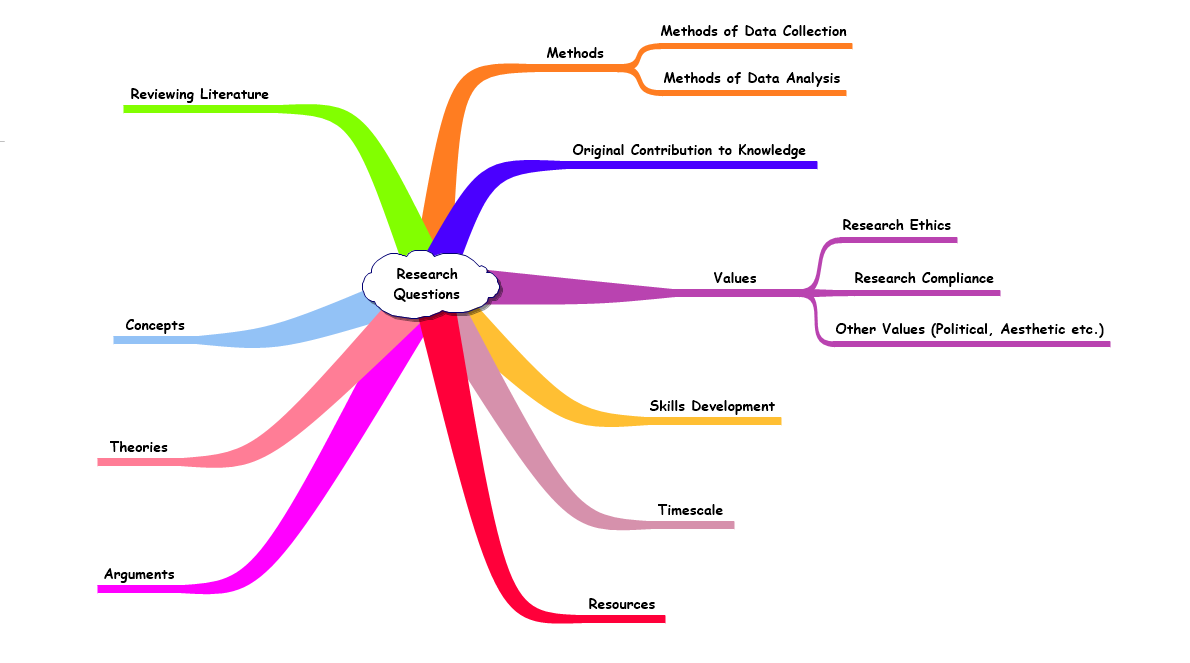 Methods of Data Collection
Methods
Methods of Data Analysis
Reviewing Literature
Original Contribution to Knowledge
Research Ethics
Research
Questions
Values
Research Compliance
Concepts
Other Values (Political, Aesthetic etc.)
Skills Development
Theories
Timescale
Arguments
Resources